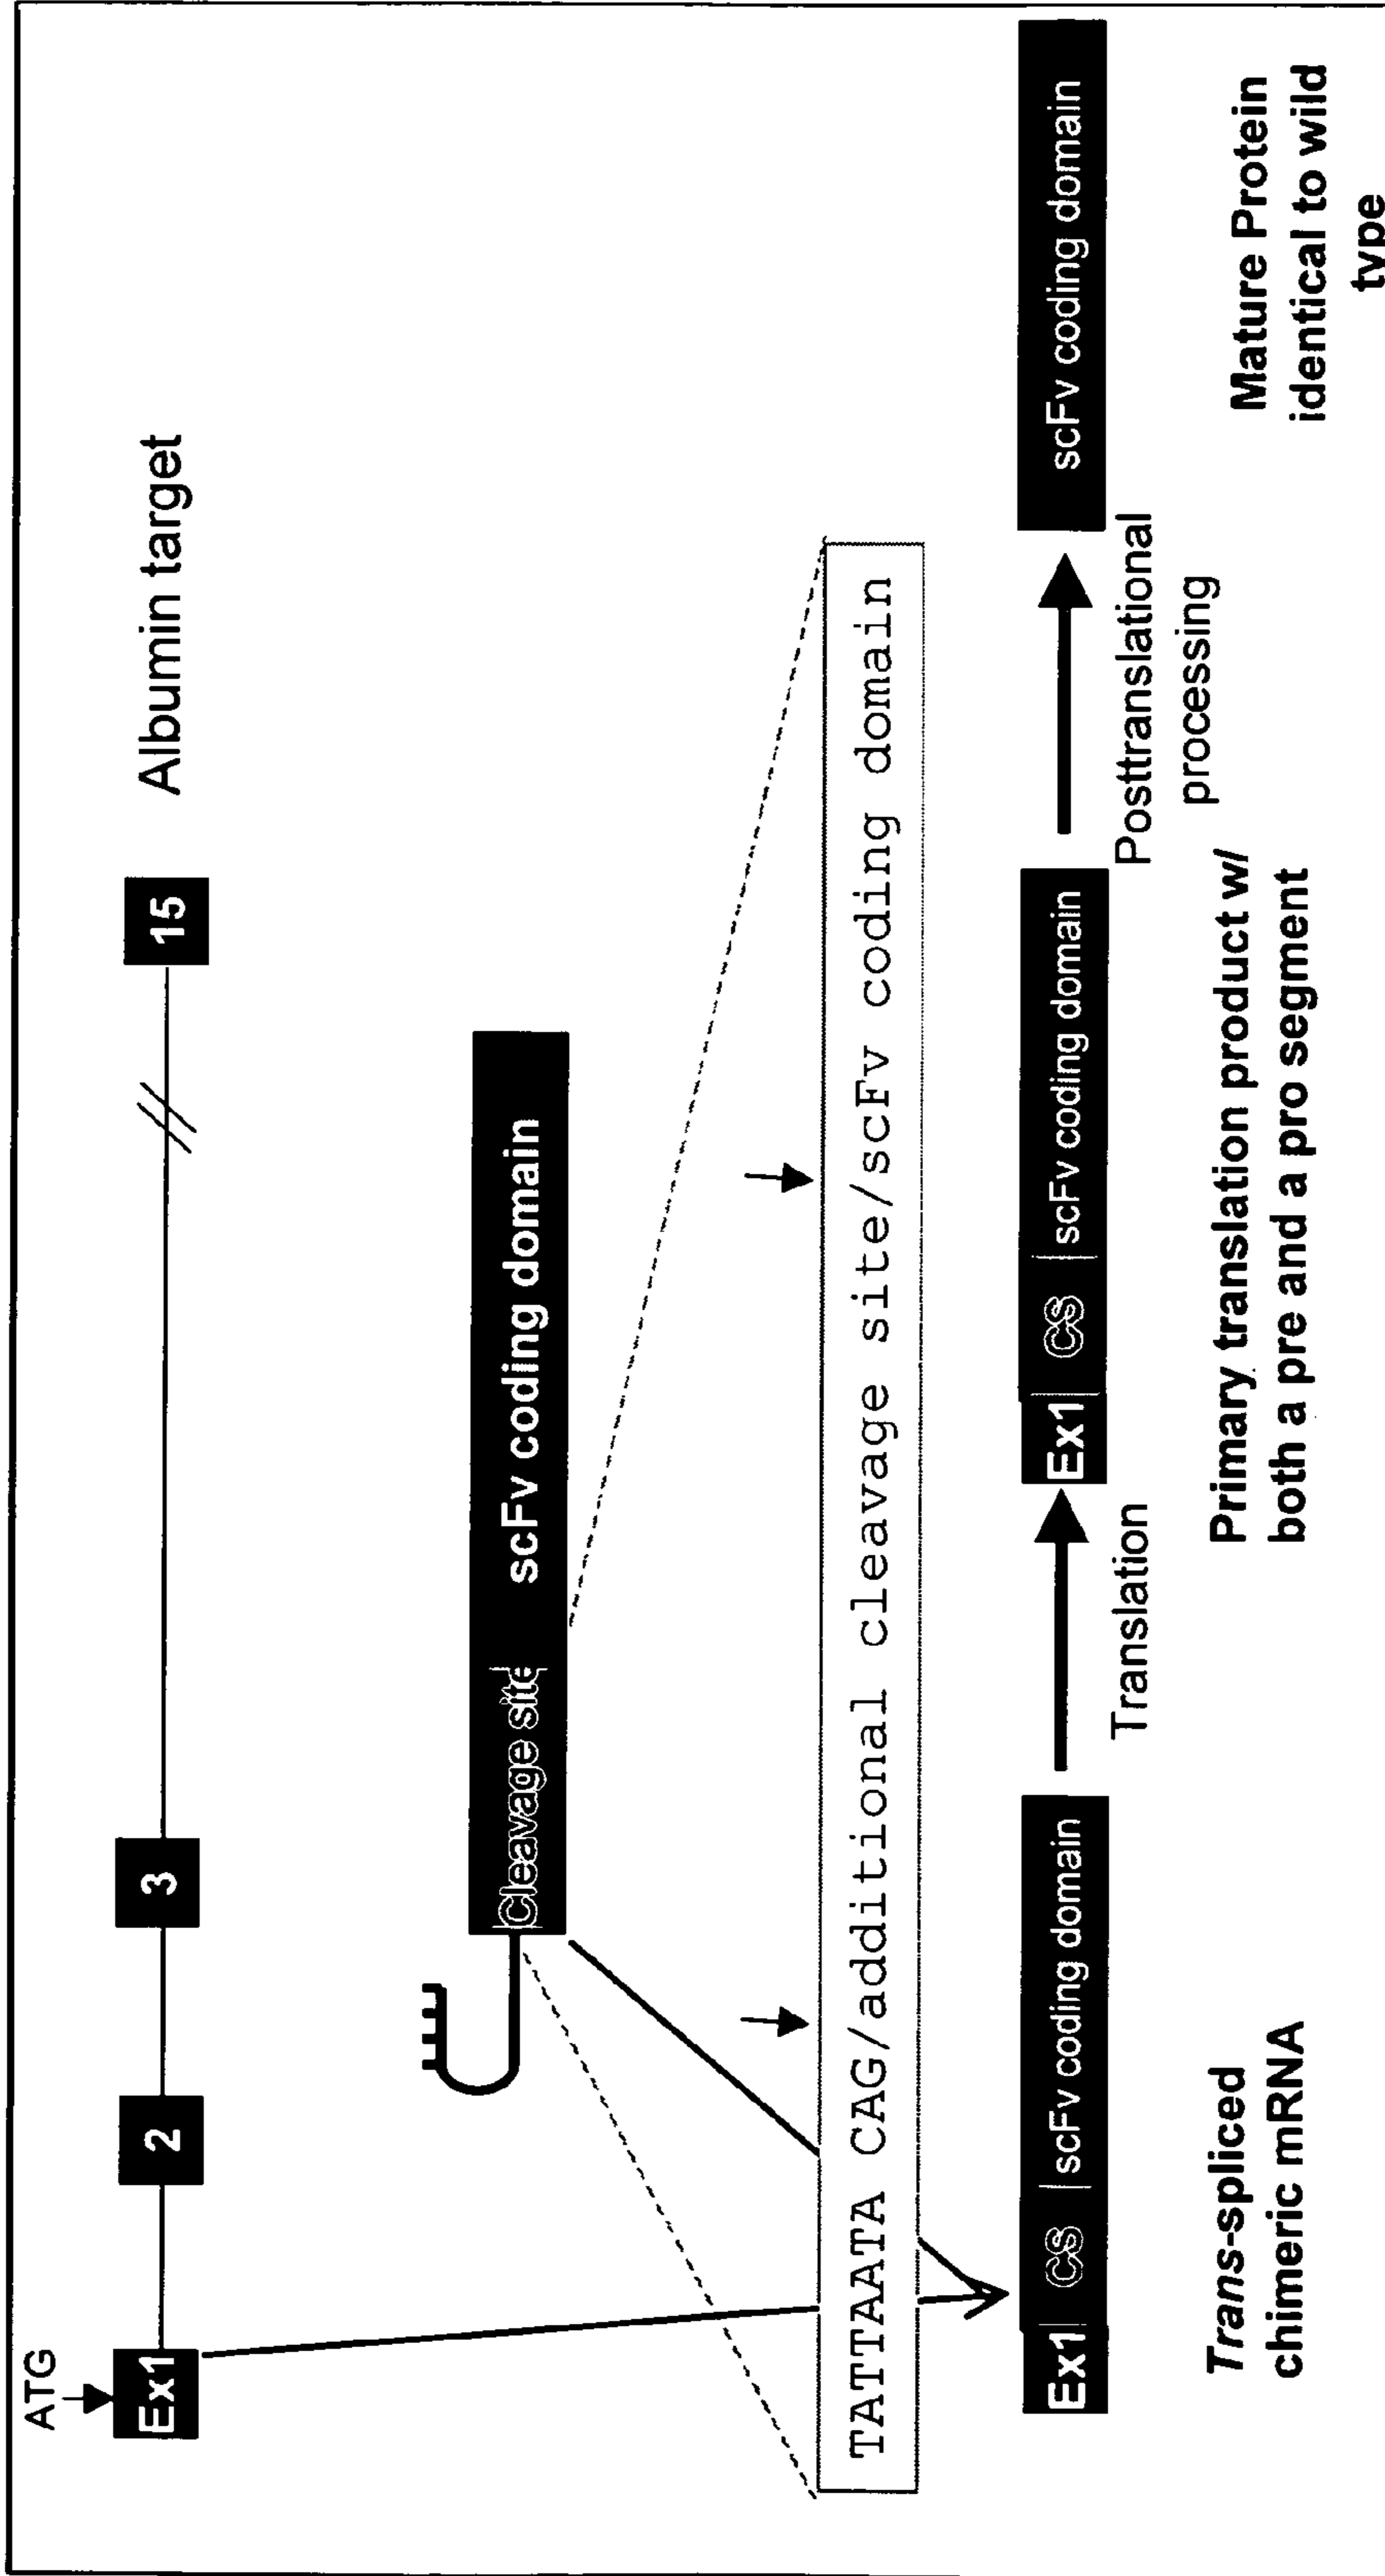 ATG
Ex1 2 3 15 Albumin target
Cleavage site scFv coding domain
TATTAATA CAG/additional cleavage site/scFv coding domain
Ex1 CS scFv coding domain
Ex1 CS scFv coding domain
scFv coding domain
Translation
Posttranslational
processing
Trans-spliced
chimeric mRNA
Primary translation product w/
both a pre and a pro segment
Mature Protein
identical to wild
type